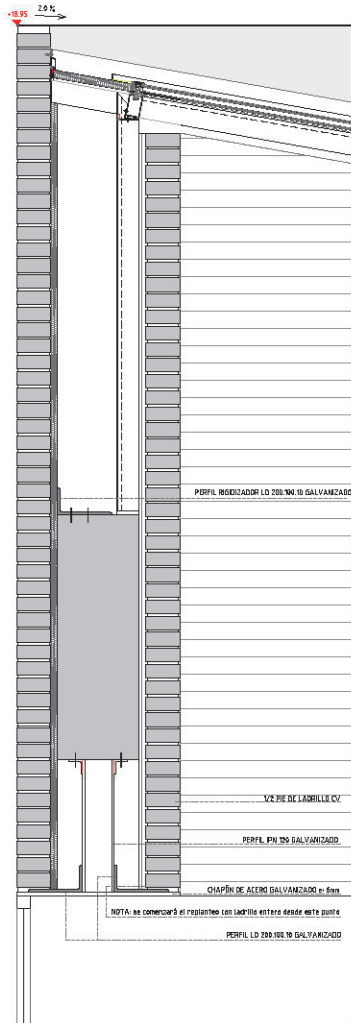 2.0 %
+18.95
PERFIL RIGIDIZADOR LD 200.100.10 GALVANIZADO
1/2 PIE DE LADRILLO CV
PERFIL IPN 120 GALVANIZADO
CHAPÓN DE ACERO GALVANIZADO e: 6mm
NOTA: se comenzará el replanteo con ladrillo entero desde este punto
PERFIL LD 200.100.10 GALVANIZADO